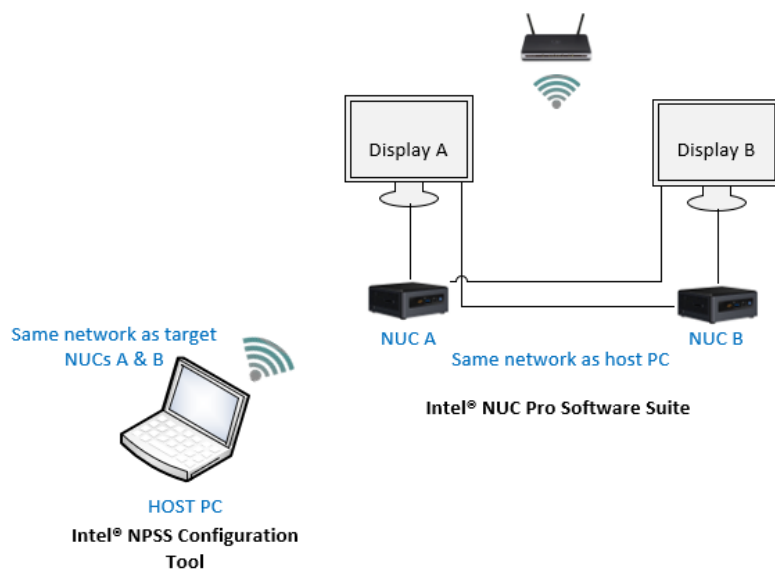 Display A
Display B
NUC A
NUC B
Same network as target
NUCs A & B
Same network as host PC
Intel® NUC Pro Software Suite
HOST PC
Intel® NPSS Configuration
Tool